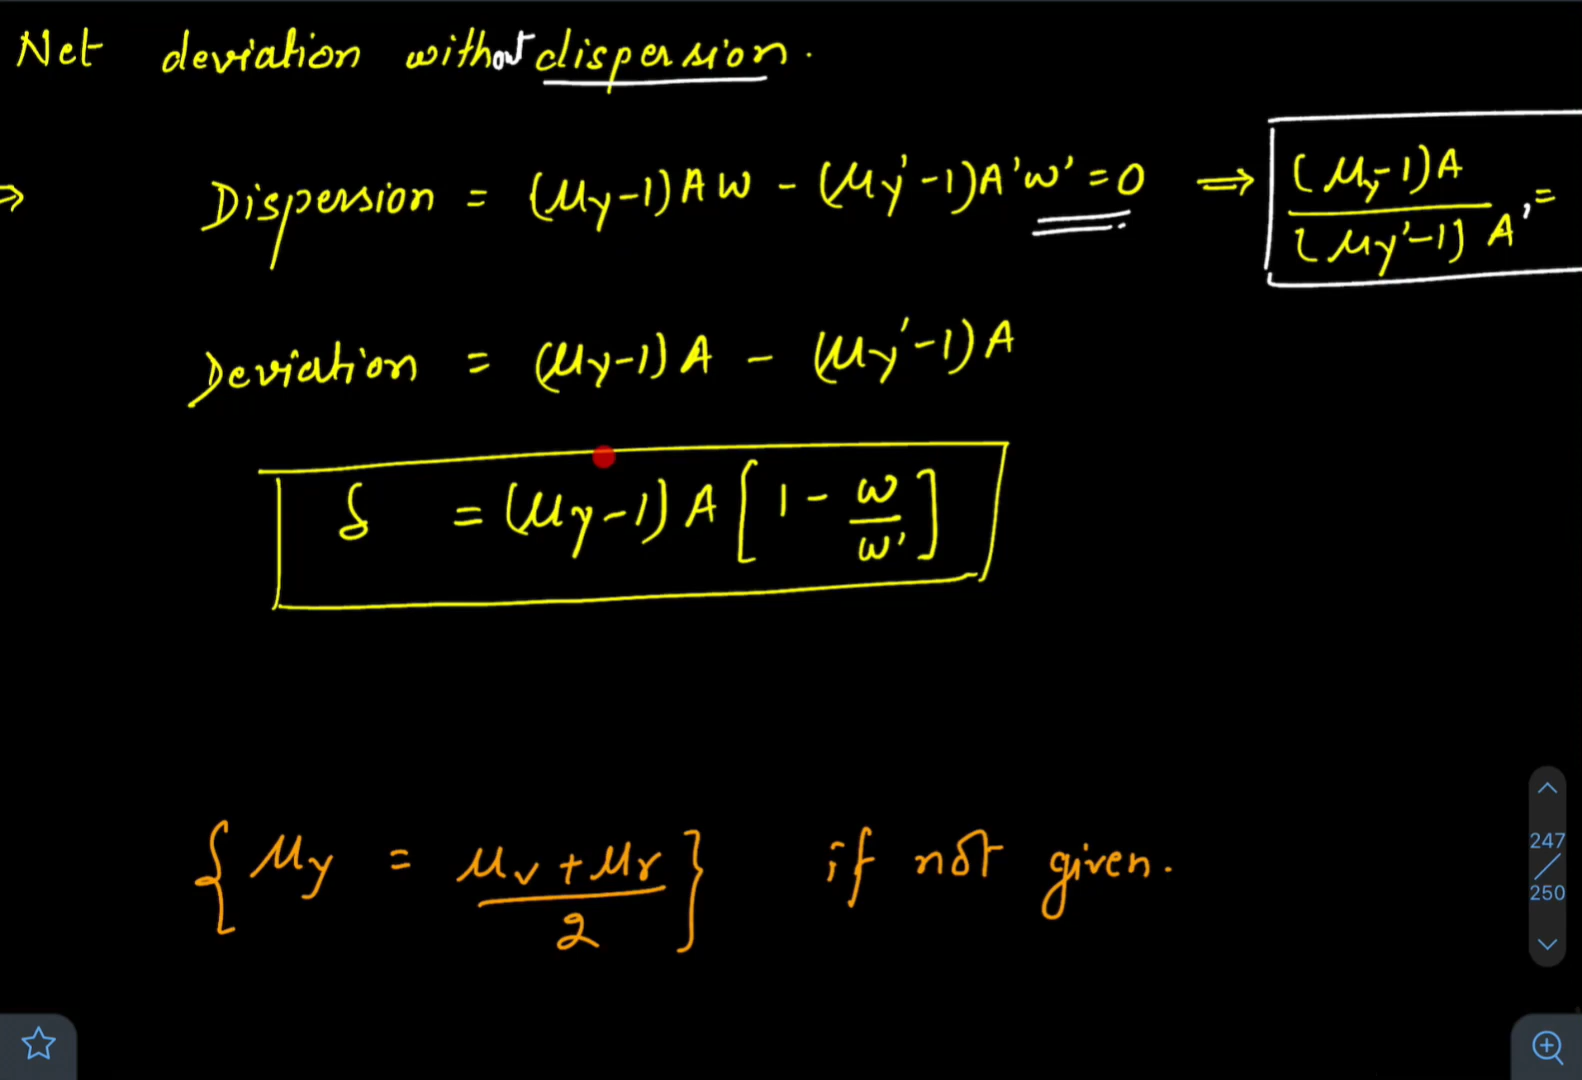 Net deviation without dispersion.
⇒ Dispersion = (μy-1)Aω - (μy'-1)A'ω' = 0 ⇒ (μy-1)A / (μy'-1)A' =
Deviation = (μy-1)A - (μy'-1)A
δ = (μy-1)A[1 - ω/ω']
{μy = μv+μr / 2} if not given.
247
/
250